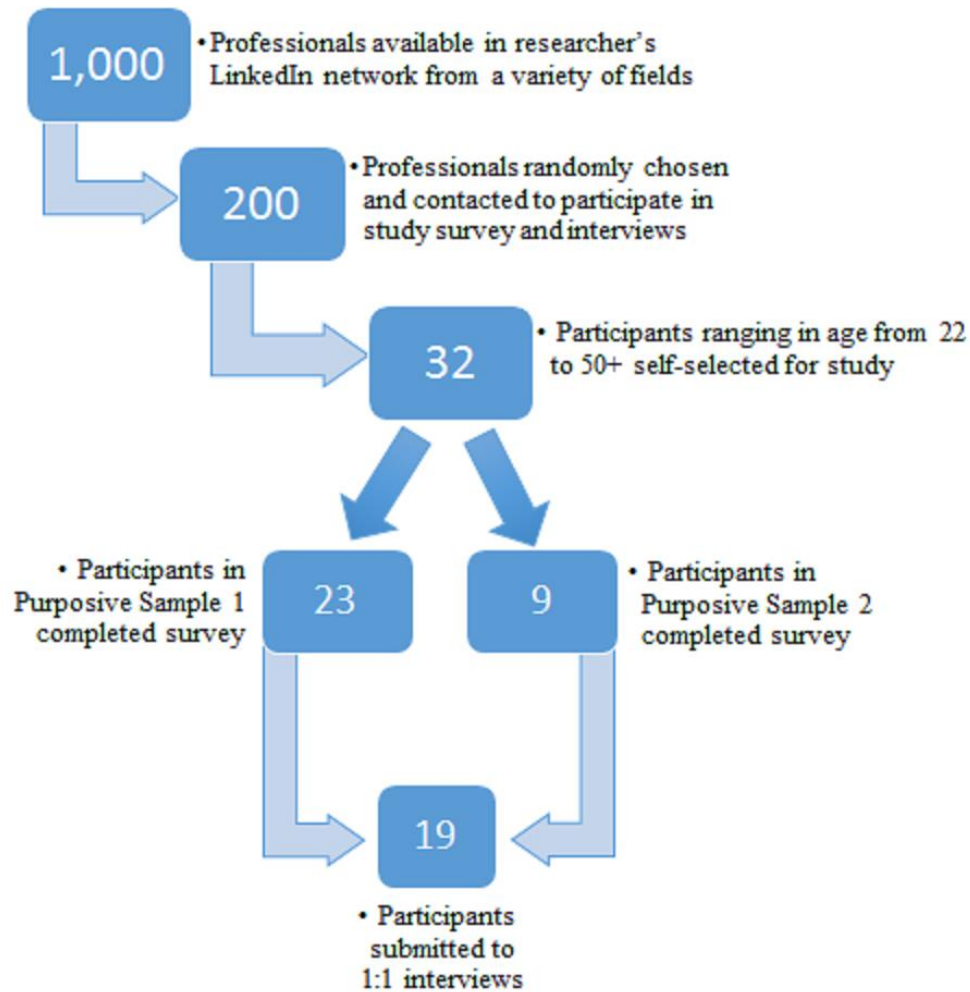 1,000
• Professionals available in researcher's
LinkedIn network from a variety of fields
200
• Professionals randomly chosen
and contacted to participate in
study survey and interviews
32
• Participants ranging in age from 22
to 50+ self-selected for study
• Participants in
Purposive Sample 1
completed survey
23
9
• Participants in
Purposive Sample 2
completed survey
19
• Participants
submitted to
1:1 interviews